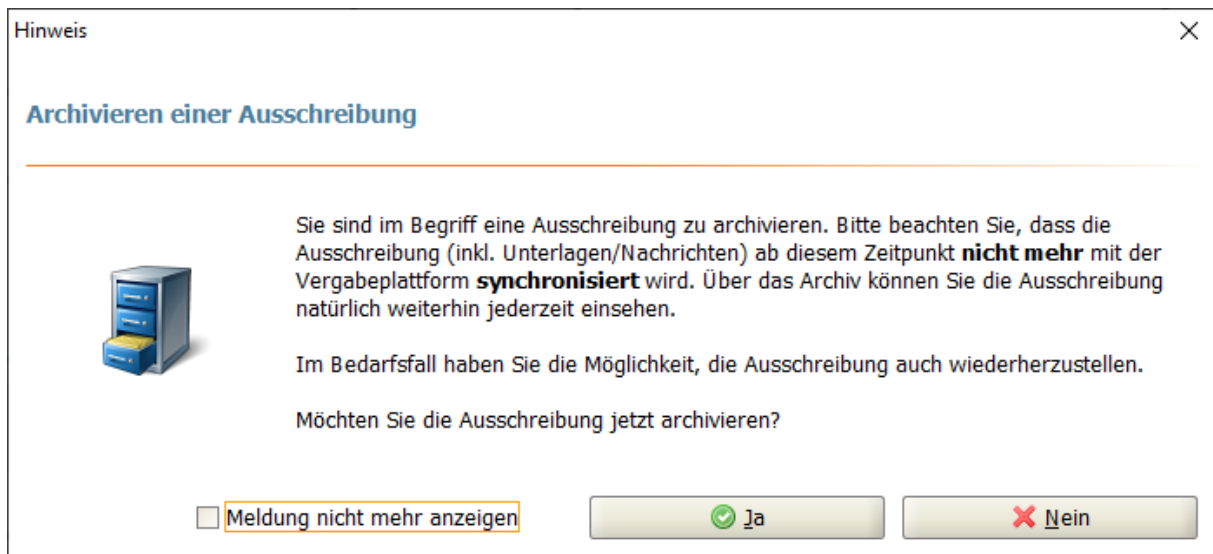 Hinweis
Archivieren einer Ausschreibung
Sie sind im Begriff eine Ausschreibung zu archivieren. Bitte beachten Sie, dass die
Ausschreibung (inkl. Unterlagen/Nachrichten) ab diesem Zeitpunkt nicht mehr mit der
Vergabeplattform synchronisiert wird. Über das Archiv können Sie die Ausschreibung
natürlich weiterhin jederzeit einsehen.
Im Bedarfsfall haben Sie die Möglichkeit, die Ausschreibung auch wiederherzustellen.
Möchten Sie die Ausschreibung jetzt archivieren?
Meldung nicht mehr anzeigen
Ja
Nein